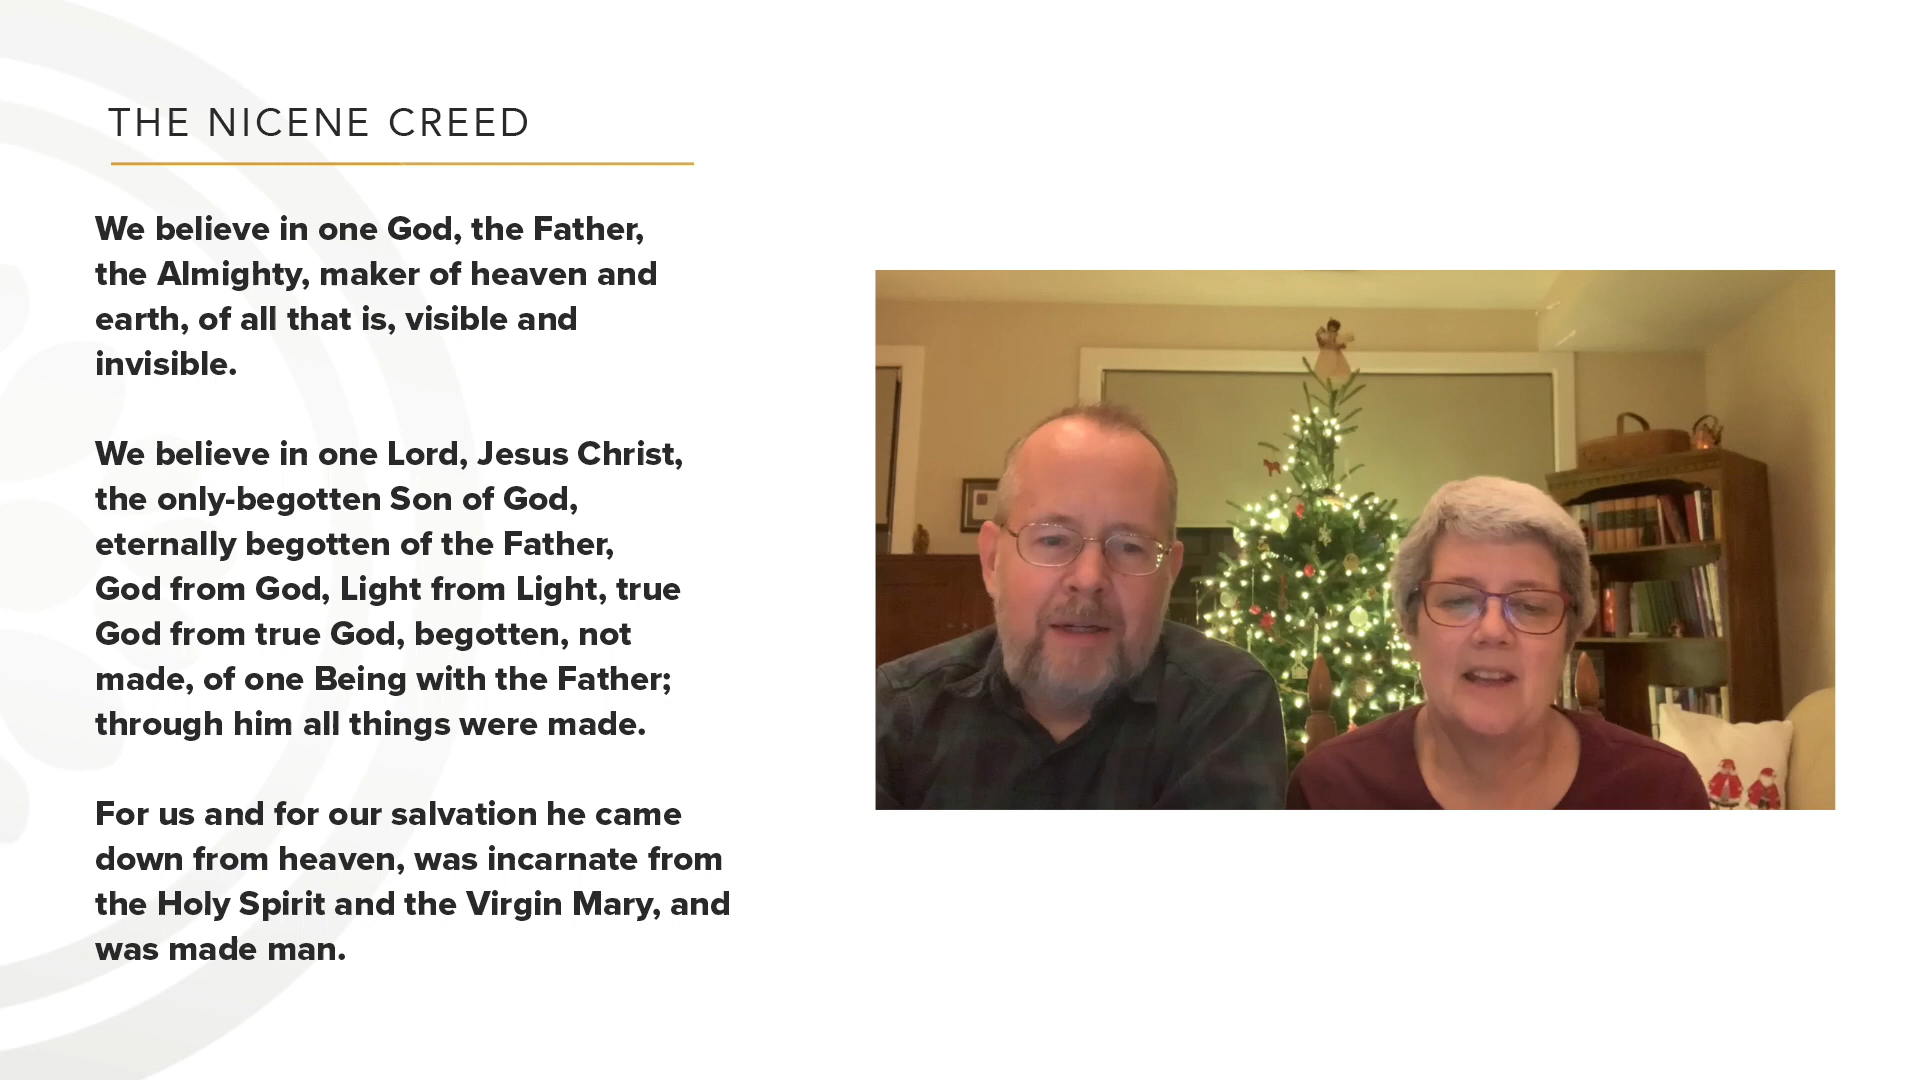 THE NICENE CREED
We believe in one God, the Father,
the Almighty, maker of heaven and
earth, of all that is, visible and
invisible.
We believe in one Lord, Jesus Christ,
the only-begotten Son of God,
eternally begotten of the Father,
God from God, Light from Light, true
God from true God, begotten, not
made, of one Being with the Father;
through him all things were made.
For us and for our salvation he came
down from heaven, was incarnate from
the Holy Spirit and the Virgin Mary, and
was made man.